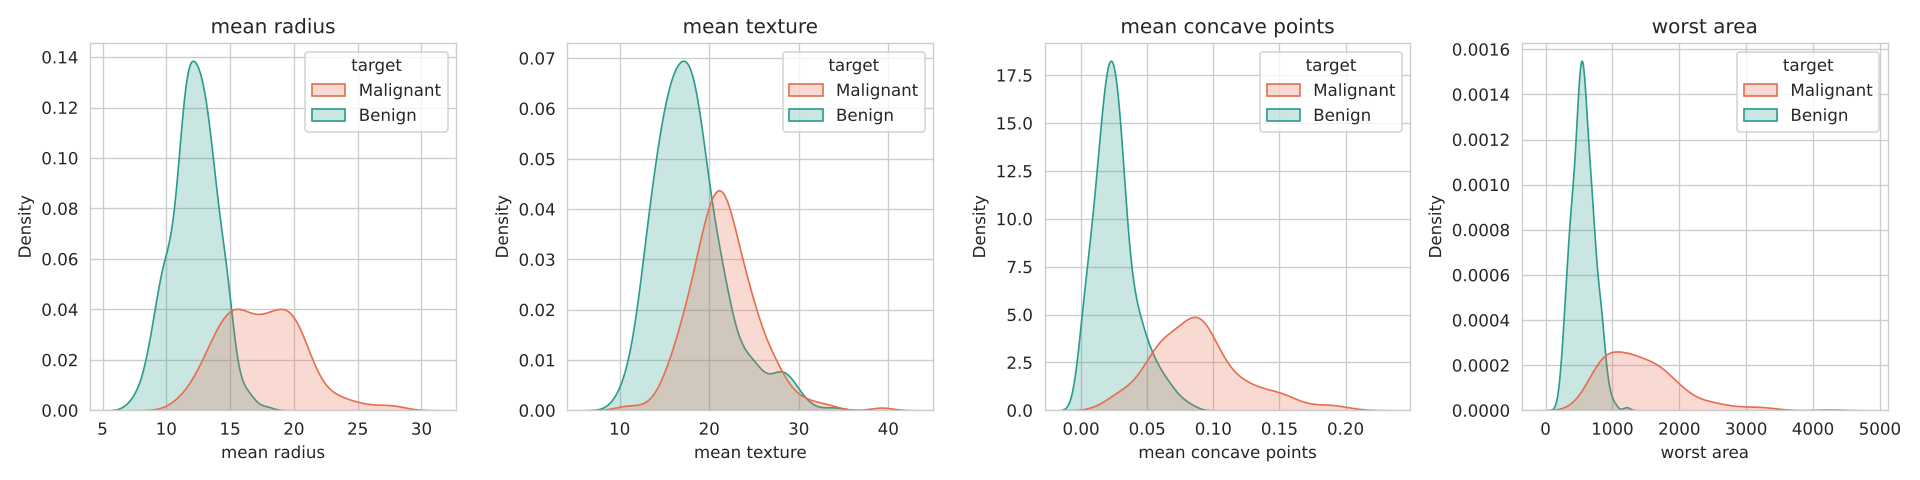 mean radius
mean texture
mean concave points
worst area
target
Malignant
Benign
0.14
0.12
0.10
0.08
0.06
0.04
0.02
0.00
Density
5 10 15 20 25 30
mean radius
target
Malignant
Benign
0.07
0.06
0.05
0.04
0.03
0.02
0.01
0.00
Density
10 20 30 40
mean texture
target
Malignant
Benign
17.5
15.0
12.5
10.0
7.5
5.0
2.5
0.0
Density
0.00 0.05 0.10 0.15 0.20
mean concave points
target
Malignant
Benign
0.0016
0.0014
0.0012
0.0010
0.0008
0.0006
0.0004
0.0002
0.0000
Density
0 1000 2000 3000 4000 5000
worst area